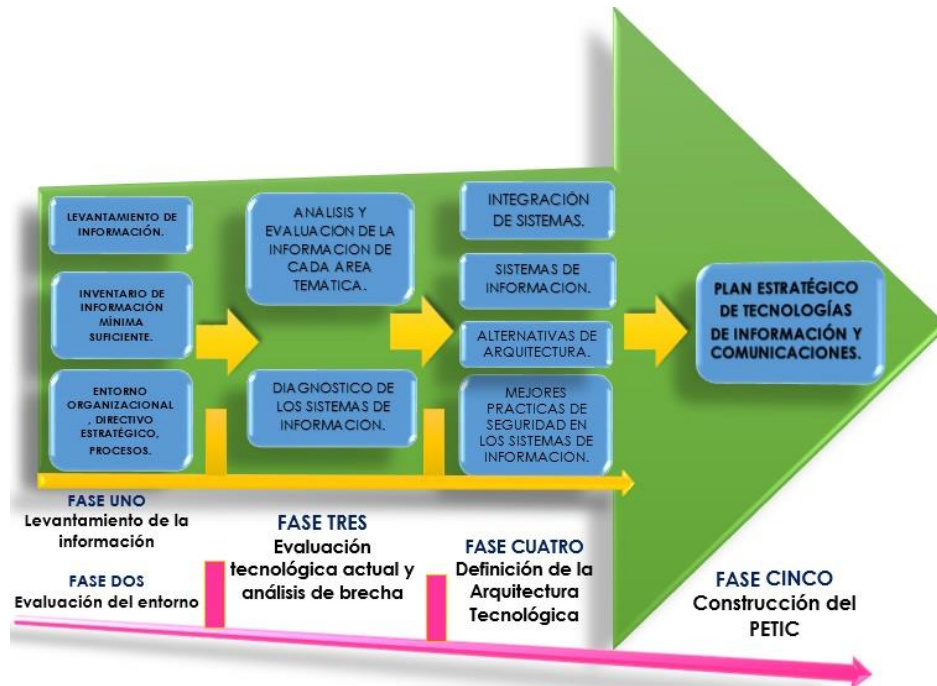 LEVANTAMIENTO DE
INFORMACIÓN.
INVENTARIO DE
INFORMACIÓN
MÍNIMA
SUFICIENTE.
ENTORNO
ORGANIZACIONAL
, DIRECTIVO
ESTRATÉGICO,
PROCESOS.
ANÁLISIS Y
EVALUACION DE LA
INFORMACION DE
CADA AREA
TEMÁTICA.
DIAGNOSTICO DE
LOS SISTEMAS DE
INFORMACIÓN.
INTEGRACIÓN
DE SISTEMAS.
SISTEMAS DE
INFORMACION.
ALTERNATIVAS DE
ARQUITECTURA.
MEJORES
PRACTICAS DE
SEGURIDAD EN
LOS SISTEMAS DE
INFORMACION.
PLAN ESTRATÉGICO
DE TECNOLOGÍAS
DE INFORMACIÓN Y
COMUNICACIONES.
FASE UNO
Levantamiento de la
información
FASE DOS
Evaluación del entorno
FASE TRES
Evaluación
tecnológica actual y
análisis de brecha
FASE CUATRO
Definición de la
Arquitectura
Tecnológica
FASE CINCO
Construcción del
PETIC